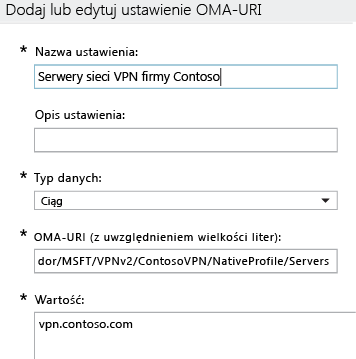 Dodaj lub edytuj ustawienie OMA-URI
* Nazwa ustawienia:
Serwery sieci VPN firmy Contoso
Opis ustawienia:
* Typ danych:
Ciąg
* OMA-URI (z uwzględnieniem wielkości liter):
dor/MSFT/VPNv2/ContosoVPN/NativeProfile/Servers
* Wartość:
vpn.contoso.com